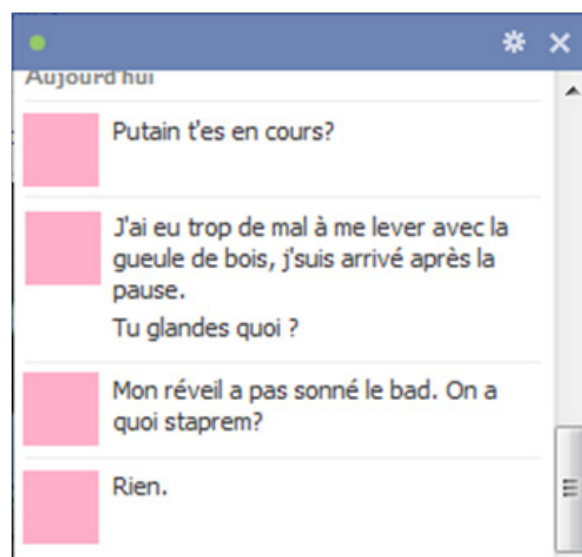 Aujourd'hui
Putain t'es en cours?
J'ai eu trop de mal à me lever avec la
gueule de bois, j'suis arrivé après la
pause.
Tu glandes quoi ?
Mon réveil a pas sonné le bad. On a
quoi staprem?
Rien.